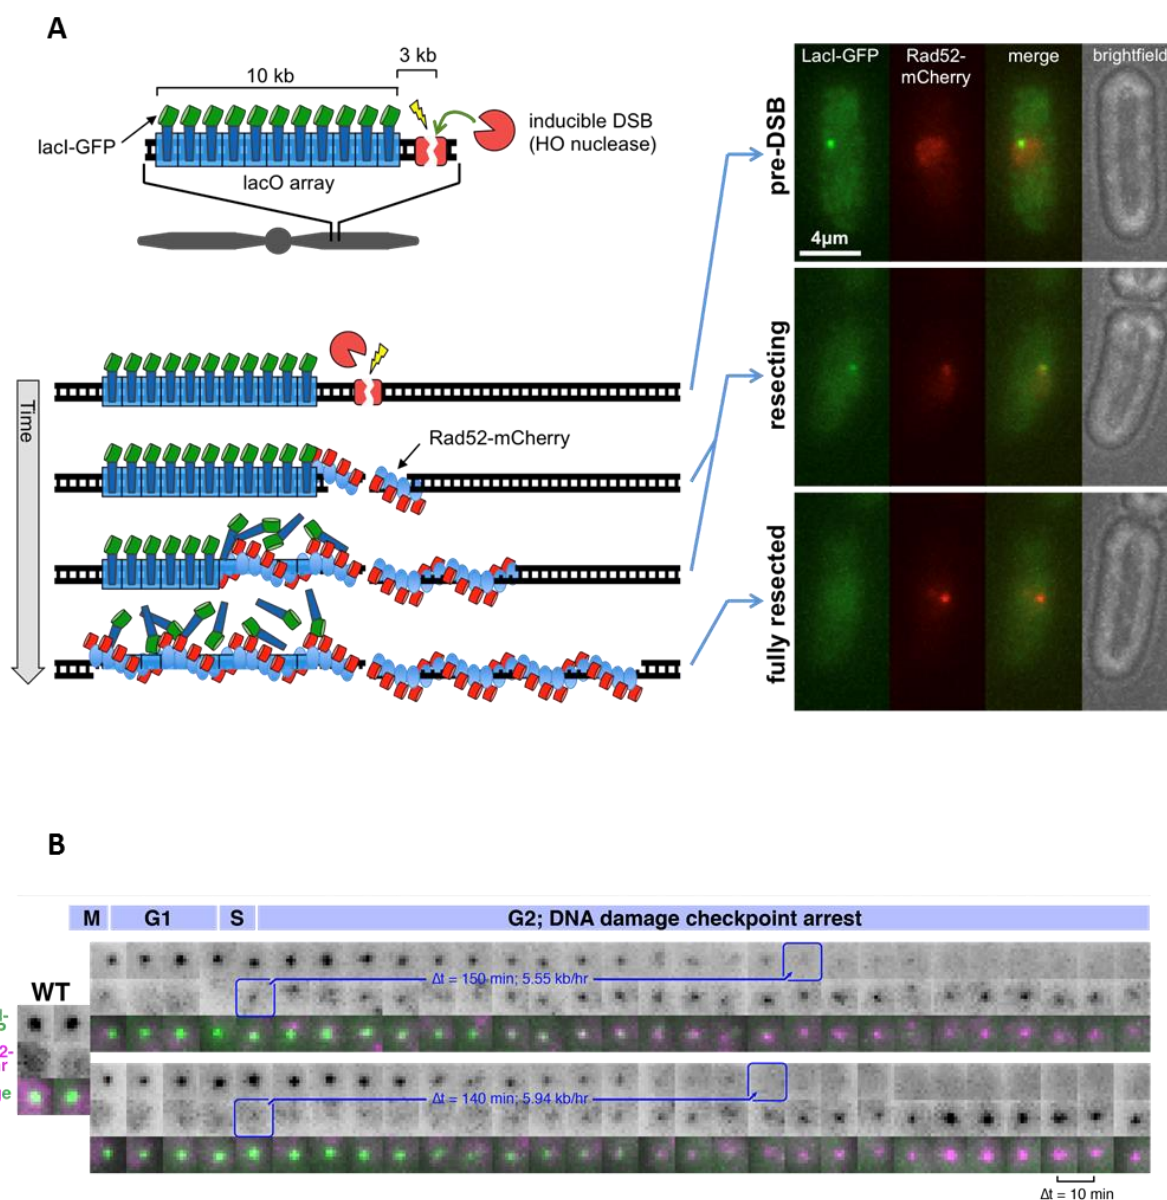 A
3 kb
10 kb
lacI-GFP
inducible DSB
(HO nuclease)
lacO array
Time
Rad52-mCherry
LacI-GFP
Rad52-
mCherry
merge
brightfield
pre-DSB
4µm
resecting
fully resected
B
M
G1
S
G2; DNA damage checkpoint arrest
WT
Δt = 150 min; 5.55 kb/hr
Δt = 140 min; 5.94 kb/hr
Δt = 10 min